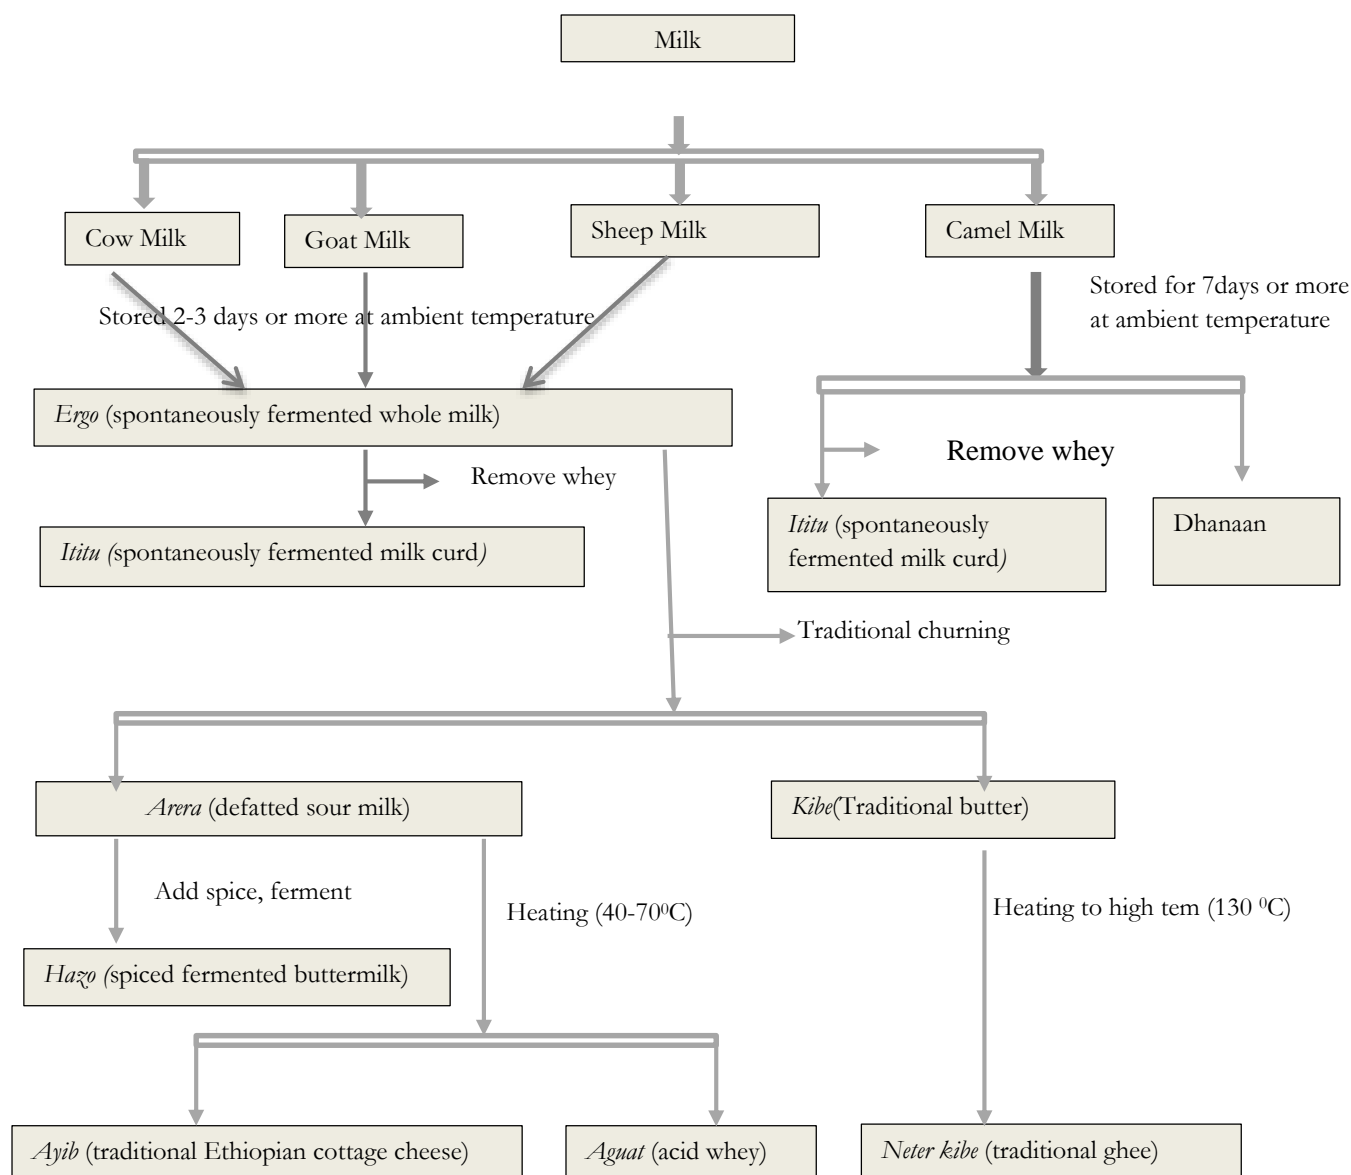 Milk
Cow Milk
Goat Milk
Sheep Milk
Camel Milk
Stored 2-3 days or more at ambient temperature
Stored for 7days or more
at ambient temperature
Ergo (spontaneously fermented whole milk)
Remove whey
Remove whey
Ititu (spontaneously fermented milk curd)
Ititu (spontaneously
fermented milk curd)
Dhanaan
Traditional churning
Arera (defatted sour milk)
Kibe(Traditional butter)
Add spice, ferment
Heating (40-70⁰C)
Heating to high tem (130 ⁰C)
Hazo (spiced fermented buttermilk)
Ayib (traditional Ethiopian cottage cheese)
Aguat (acid whey)
Neter kibe (traditional ghee)